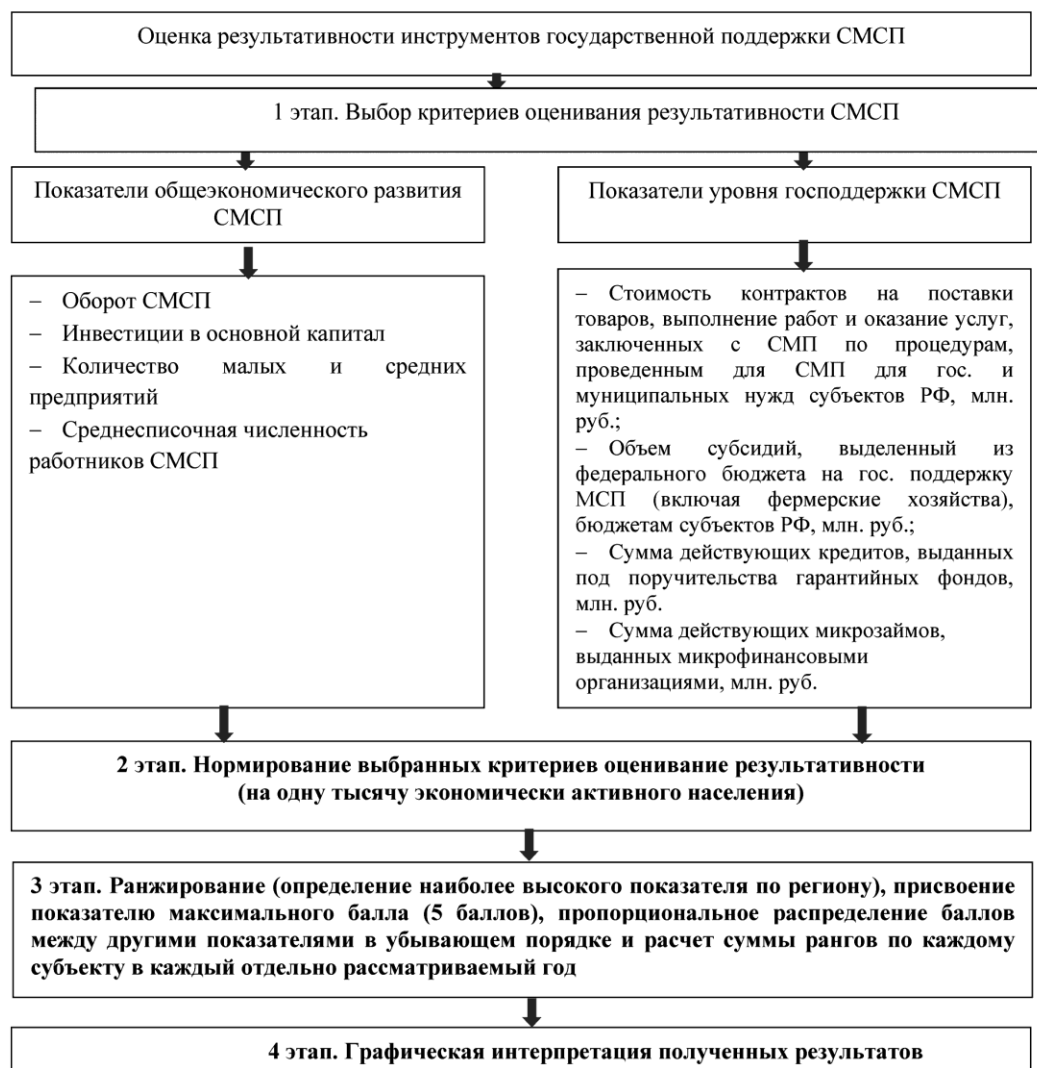 Оценка результативности инструментов государственной поддержки СМСП
1 этап. Выбор критериев оценивания результативности СМСП
Показатели общеэкономического развития
СМСП
Показатели уровня господдержки СМСП
– Оборот СМСП
– Инвестиции в основной капитал
– Количество малых и средних
предприятий
– Среднесписочная численность
работников СМСП
– Стоимость контрактов на поставки
товаров, выполнение работ и оказание услуг,
заключенных с СМП по процедурам,
проведенным для СМП для гос. и
муниципальных нужд субъектов РФ, млн.
руб.;
– Объем субсидий, выделенный из
федерального бюджета на гос. поддержку
МСП (включая фермерские хозяйства),
бюджетам субъектов РФ, млн. руб.;
– Сумма действующих кредитов, выданных
под поручительства гарантийных фондов,
млн. руб.
– Сумма действующих микрозаймов,
выданных микрофинансовыми
организациями, млн. руб.
2 этап. Нормирование выбранных критериев оценивание результативности
(на одну тысячу экономически активного населения)
3 этап. Ранжирование (определение наиболее высокого показателя по региону), присвоение
показателю максимального балла (5 баллов), пропорциональное распределение баллов
между другими показателями в убывающем порядке и расчет суммы рангов по каждому
субъекту в каждый отдельно рассматриваемый год
4 этап. Графическая интерпретация полученных результатов